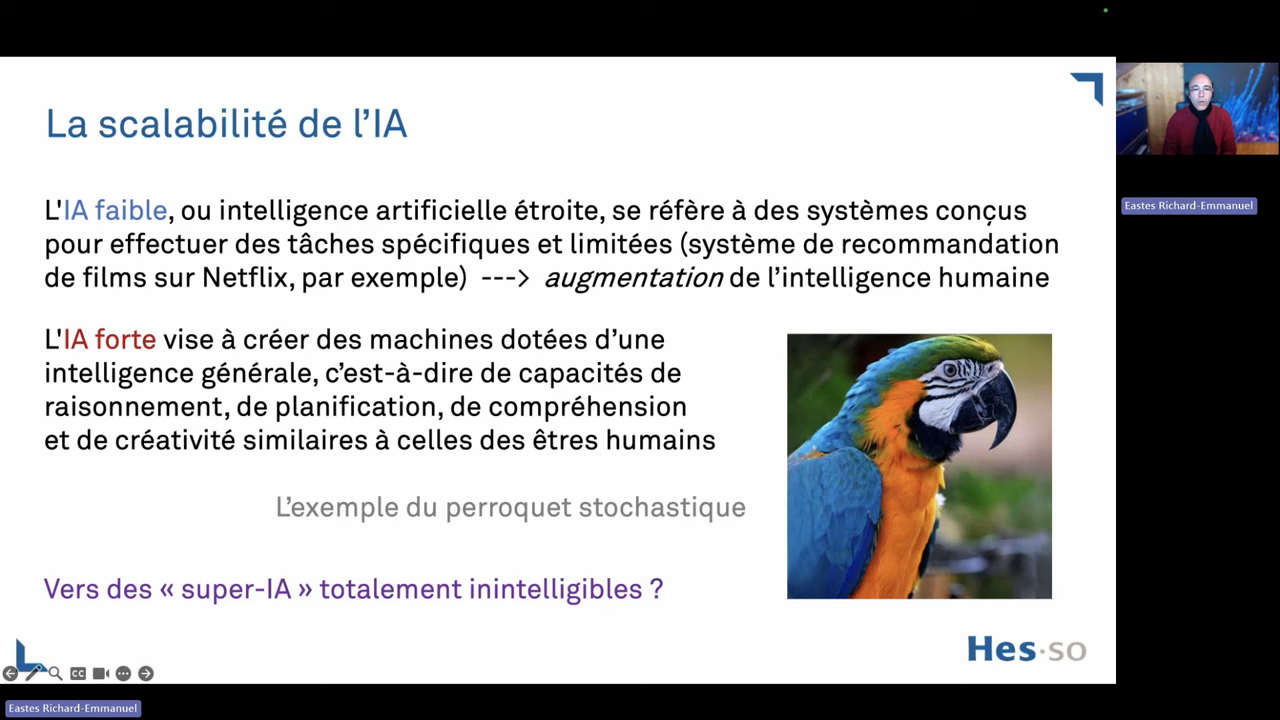 La scalabilité de l'IA
L'IA faible, ou intelligence artificielle étroite, se réfère à des systèmes conçus
pour effectuer des tâches spécifiques et limitées (système de recommandation
de films sur Netflix, par exemple) ---> augmentation de l'intelligence humaine
L'IA forte vise à créer des machines dotées d'une
intelligence générale, c'est-à-dire de capacités de
raisonnement, de planification, de compréhension
et de créativité similaires à celles des êtres humains
L'exemple du perroquet stochastique
Vers des « super-IA » totalement inintelligibles ?
Hes·so
CC
Eastes Richard-Emmanuel
Eastes Richard-Emmanuel